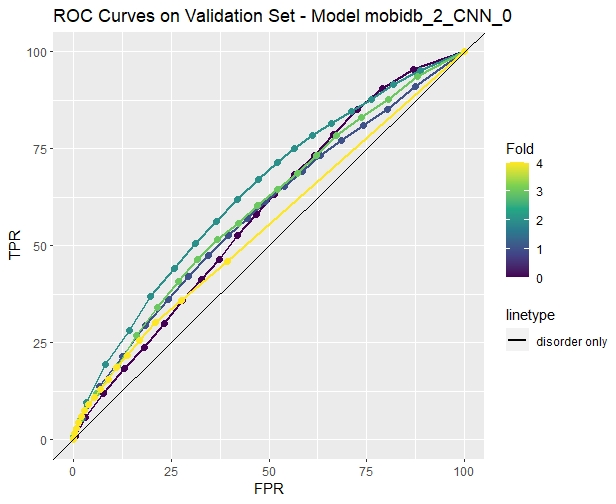 ROC Curves on Validation Set - Model mobidb_2_CNN_0
100
75
50
25
0
TPR
0 25 50 75 100
FPR
Fold
4
3
2
1
0
linetype
disorder only